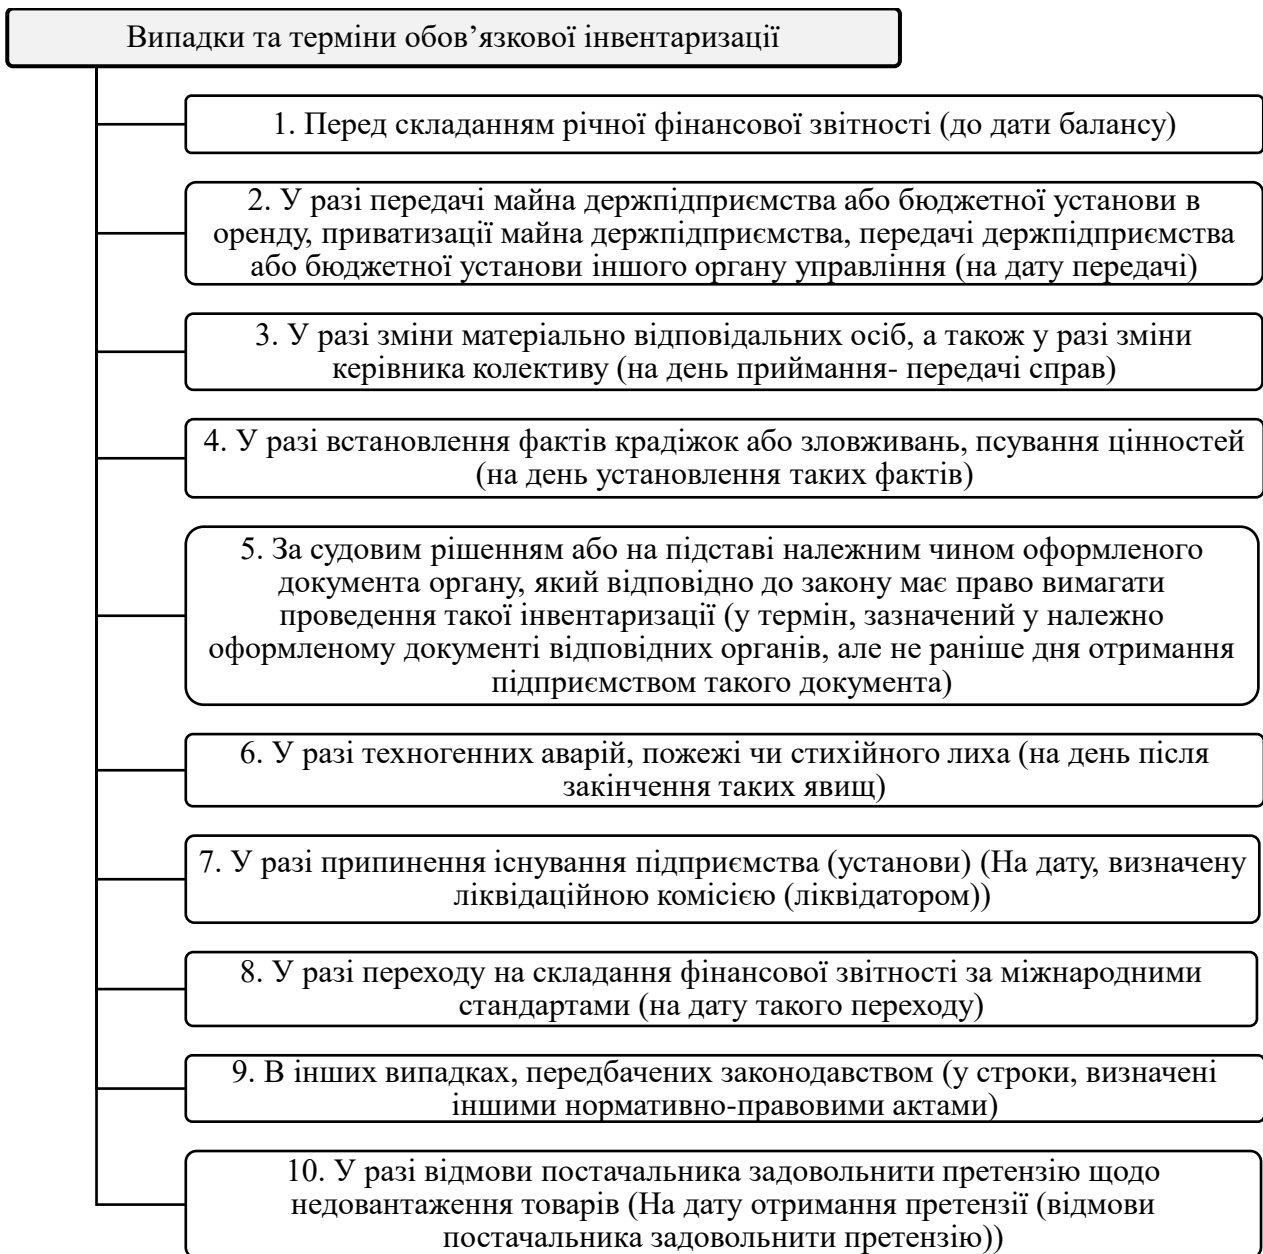 Випадки та терміни обов’язкової інвентаризації
1. Перед складанням річної фінансової звітності (до дати балансу)
2. У разі передачі майна держпідприємства або бюджетної установи в
оренду, приватизації майна держпідприємства, передачі держпідприємства
або бюджетної установи іншого органу управління (на дату передачі)
3. У разі зміни матеріально відповідальних осіб, а також у разі зміни
керівника колективу (на день приймання- передачі справ)
4. У разі встановлення фактів крадіжок або зловживань, псування цінностей
(на день установлення таких фактів)
5. За судовим рішенням або на підставі належним чином оформленого
документа органу, який відповідно до закону має право вимагати
проведення такої інвентаризації (у термін, зазначений у належно
оформленому документі відповідних органів, але не раніше дня отримання
підприємством такого документа)
6. У разі техногенних аварій, пожежі чи стихійного лиха (на день після
закінчення таких явищ)
7. У разі припинення існування підприємства (установи) (На дату, визначену
ліквідаційною комісією (ліквідатором))
8. У разі переходу на складання фінансової звітності за міжнародними
стандартами (на дату такого переходу)
9. В інших випадках, передбачених законодавством (у строки, визначені
іншими нормативно-правовими актами)
10. У разі відмови постачальника задовольнити претензію щодо
недовантаження товарів (На дату отримання претензії (відмови
постачальника задовольнити претензію))